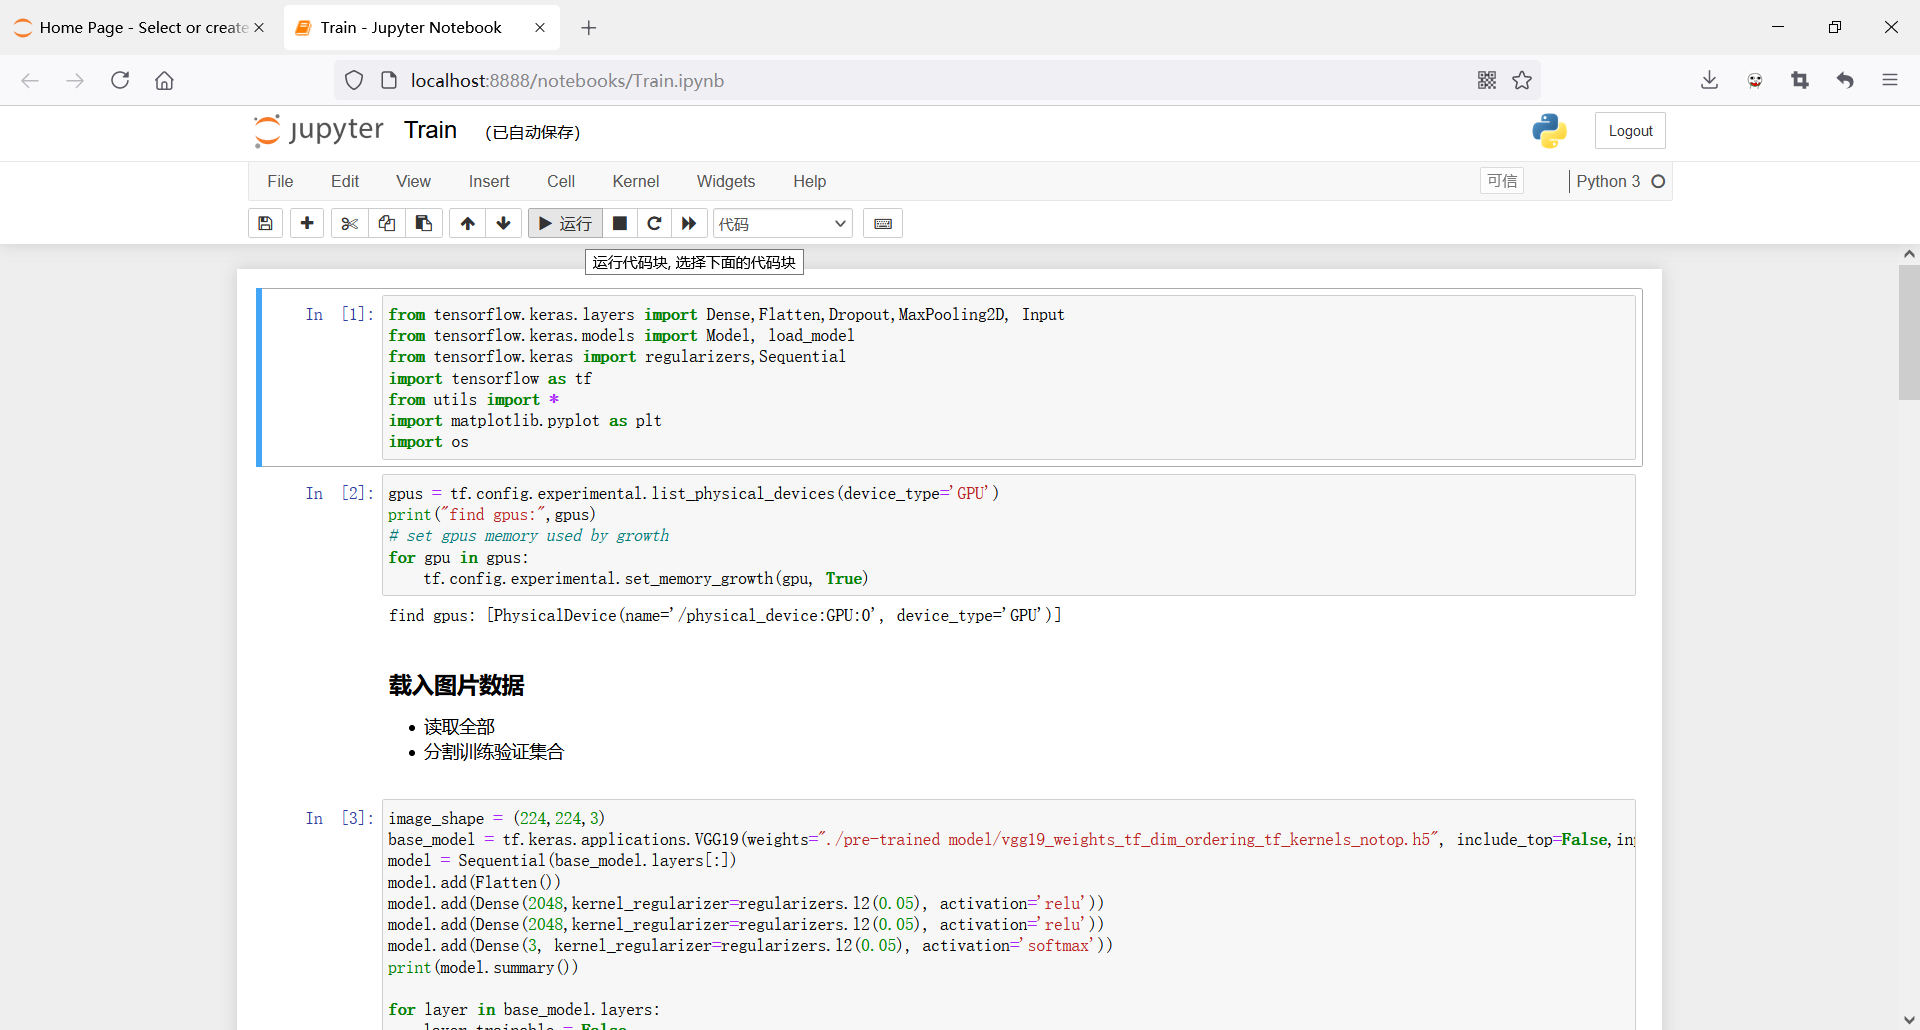 Home Page - Select or create
Train - Jupyter Notebook
localhost:8888/notebooks/Train.ipynb
jupyter Train (已自动保存)
Logout
File Edit View Insert Cell Kernel Widgets Help
可信
Python 3
运行
代码
运行代码块, 选择下面的代码块
In [1]:
from tensorflow.keras.layers import Dense,Flatten,Dropout,MaxPooling2D, Input
from tensorflow.keras.models import Model, load_model
from tensorflow.keras import regularizers,Sequential
import tensorflow as tf
from utils import *
import matplotlib.pyplot as plt
import os
In [2]:
gpus = tf.config.experimental.list_physical_devices(device_type='GPU')
print("find gpus:",gpus)
# set gpus memory used by growth
for gpu in gpus:
    tf.config.experimental.set_memory_growth(gpu, True)
find gpus: [PhysicalDevice(name='/physical_device:GPU:0', device_type='GPU')]
载入图片数据
• 读取全部
• 分割训练验证集合
In [3]:
image_shape = (224,224,3)
base_model = tf.keras.applications.VGG19(weights="./pre-trained model/vgg19_weights_tf_dim_ordering_tf_kernels_notop.h5", include_top=False,
model = Sequential(base_model.layers[:])
model.add(Flatten())
model.add(Dense(2048,kernel_regularizer=regularizers.l2(0.05), activation='relu'))
model.add(Dense(2048,kernel_regularizer=regularizers.l2(0.05), activation='relu'))
model.add(Dense(3, kernel_regularizer=regularizers.l2(0.05), activation='softmax'))
print(model.summary())
for layer in base_model.layers:
    layer.trainable = False